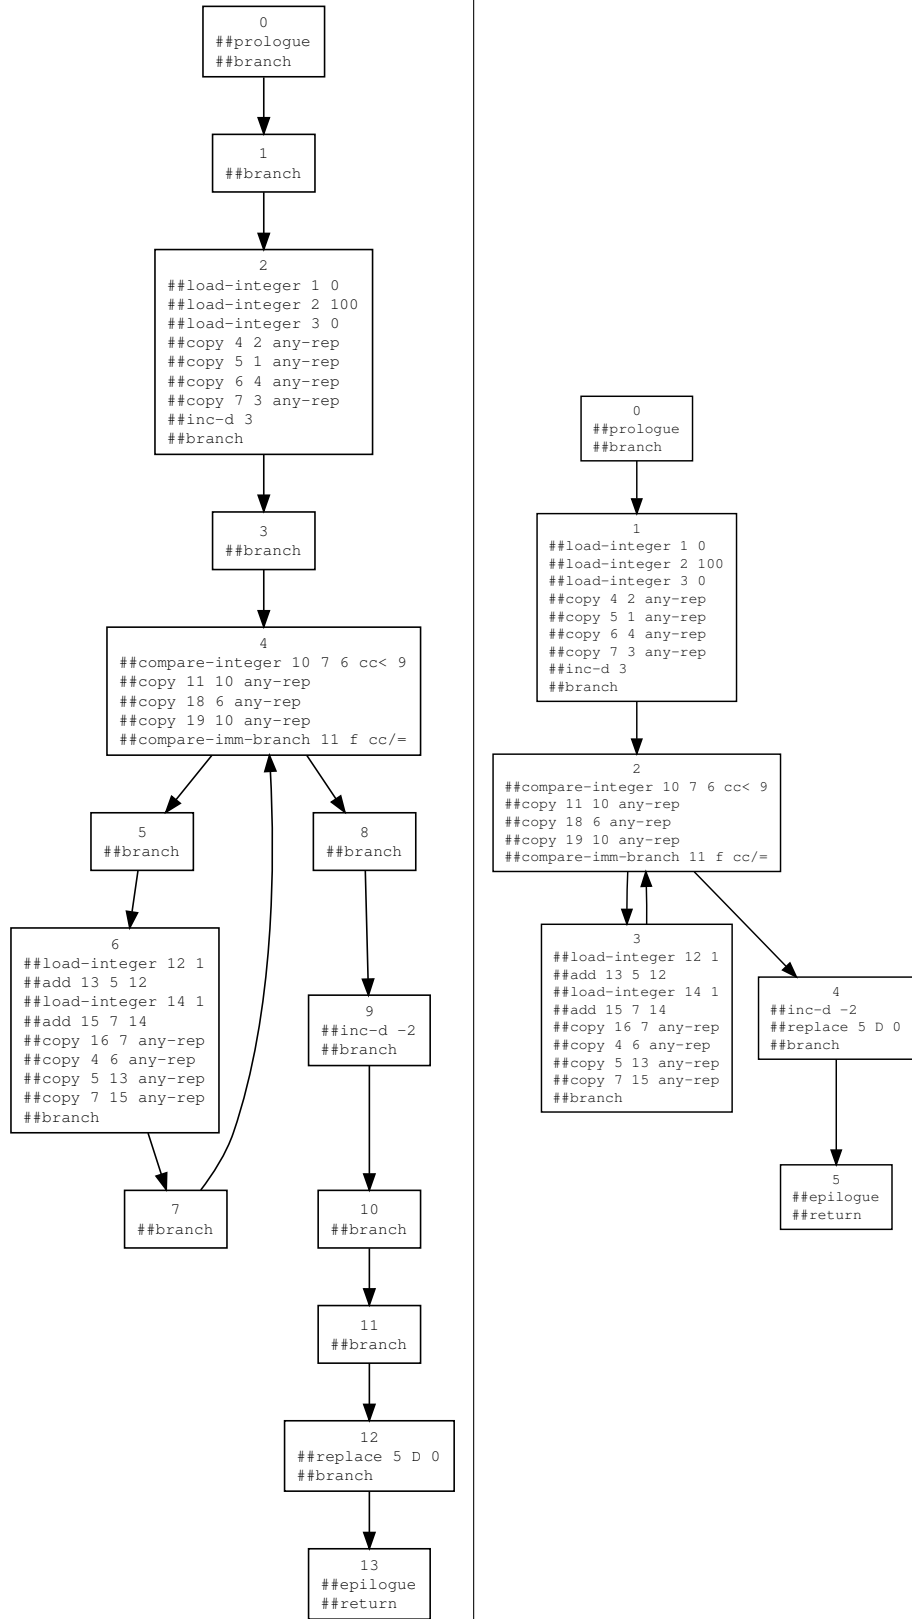 0
##prologue
##branch
1
##branch
2
##load-integer 1 0
##load-integer 2 100
##load-integer 3 0
##copy 4 2 any-rep
##copy 5 1 any-rep
##copy 6 4 any-rep
##copy 7 3 any-rep
##inc-d 3
##branch
3
##branch
4
##compare-integer 10 7 6 cc< 9
##copy 11 10 any-rep
##copy 18 6 any-rep
##copy 19 10 any-rep
##compare-imm-branch 11 f cc/=
5
##branch
8
##branch
6
##load-integer 12 1
##add 13 5 12
##load-integer 14 1
##add 15 7 14
##copy 16 7 any-rep
##copy 4 6 any-rep
##copy 5 13 any-rep
##copy 7 15 any-rep
##branch
9
##inc-d -2
##branch
7
##branch
10
##branch
11
##branch
12
##replace 5 D 0
##branch
13
##epilogue
##return
0
##prologue
##branch
1
##load-integer 1 0
##load-integer 2 100
##load-integer 3 0
##copy 4 2 any-rep
##copy 5 1 any-rep
##copy 6 4 any-rep
##copy 7 3 any-rep
##inc-d 3
##branch
2
##compare-integer 10 7 6 cc< 9
##copy 11 10 any-rep
##copy 18 6 any-rep
##copy 19 10 any-rep
##compare-imm-branch 11 f cc/=
3
##load-integer 12 1
##add 13 5 12
##load-integer 14 1
##add 15 7 14
##copy 16 7 any-rep
##copy 4 6 any-rep
##copy 5 13 any-rep
##copy 7 15 any-rep
##branch
4
##inc-d -2
##replace 5 D 0
##branch
5
##epilogue
##return